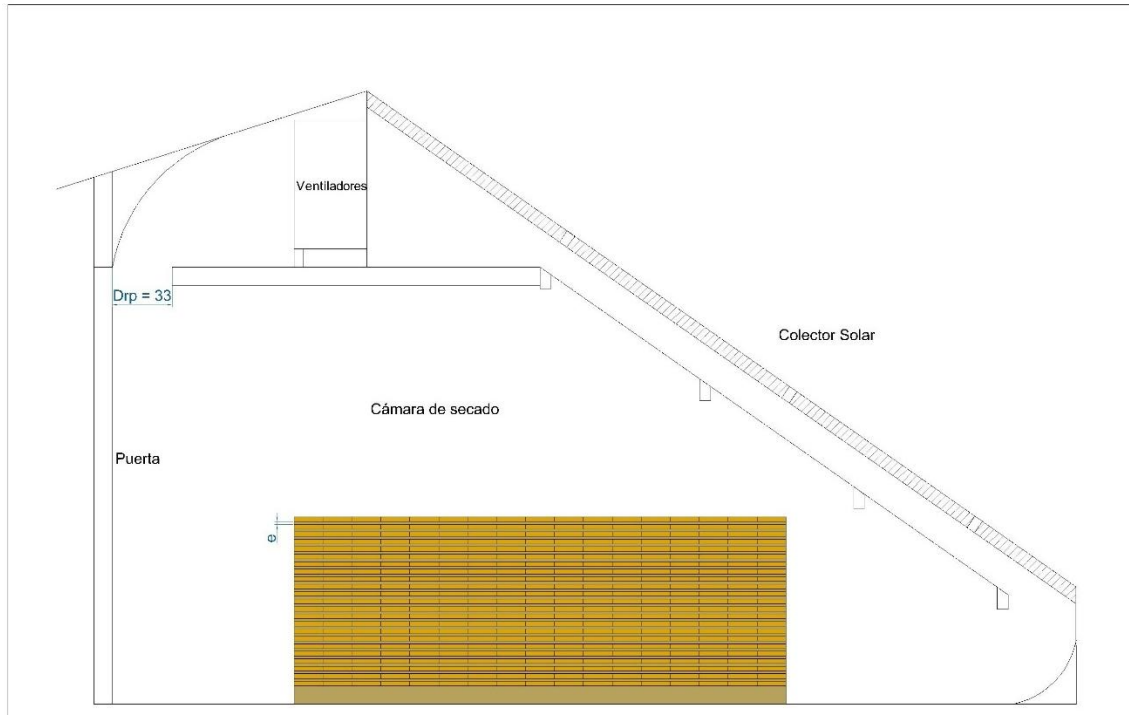 Ventiladores
Drp = 33
Colector Solar
Cámara de secado
Puerta
e